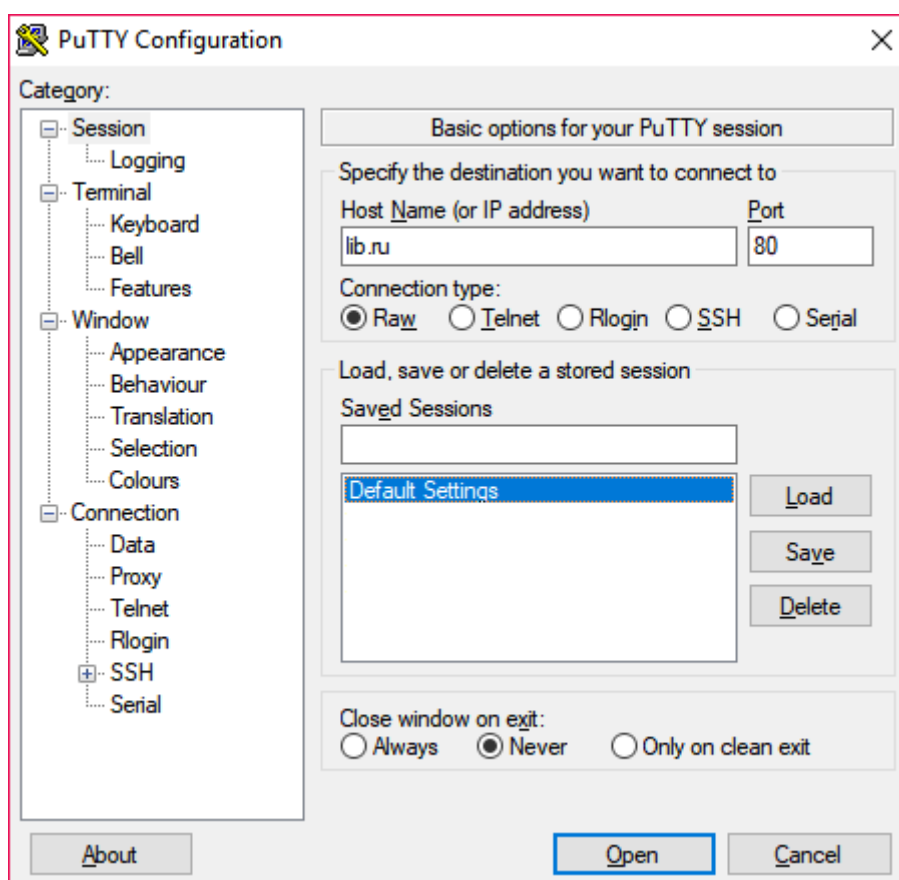 PuTTY Configuration
Category:
Session
Logging
Terminal
Keyboard
Bell
Features
Window
Appearance
Behaviour
Translation
Selection
Colours
Connection
Data
Proxy
Telnet
Rlogin
SSH
Serial
Basic options for your PuTTY session
Specify the destination you want to connect to
Host Name (or IP address) Port
lib.ru 80
Connection type:
Raw Telnet Rlogin SSH Serial
Load, save or delete a stored session
Saved Sessions
Default Settings
Load
Save
Delete
Close window on exit:
Always Never Only on clean exit
About Open Cancel